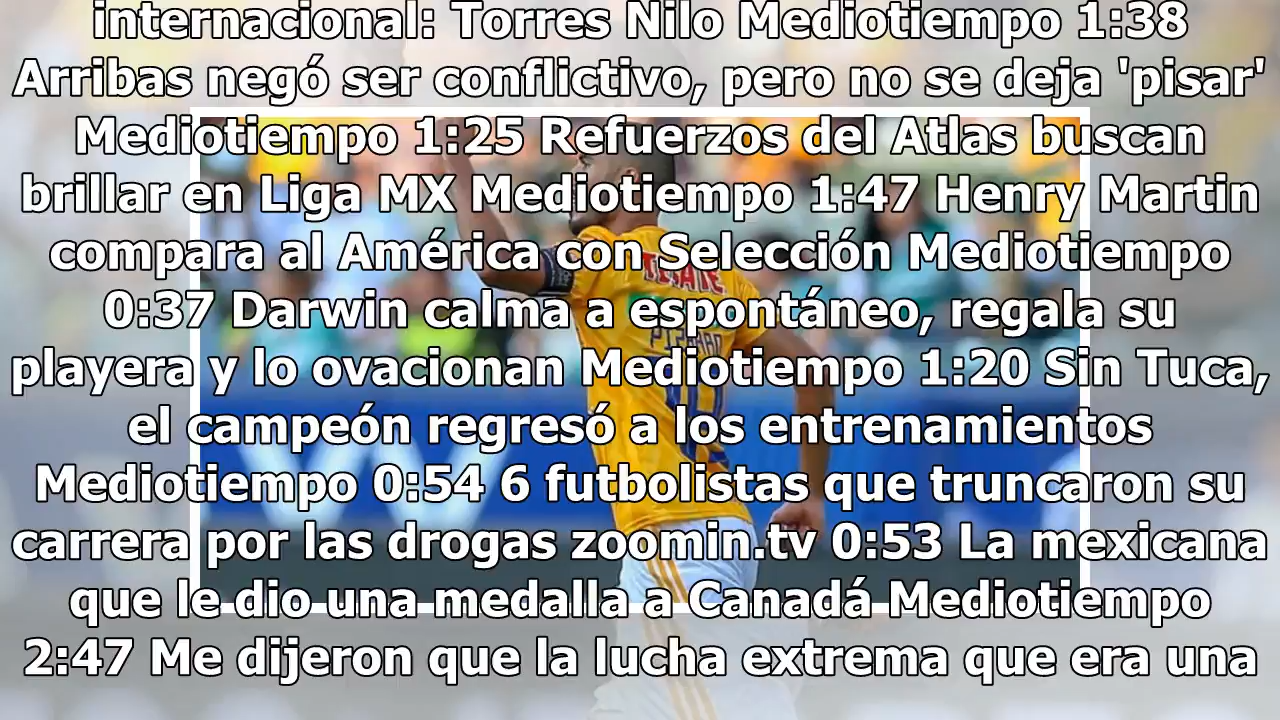 internacional: Torres Nilo Mediotiempo 1:38
Arribas negó ser conflictivo, pero no se deja 'pisar'
Mediotiempo 1:25 Refuerzos del Atlas buscan
brillar en Liga MX Mediotiempo 1:47 Henry Martin
compara al América con Selección Mediotiempo
0:37 Darwin calma a espontáneo, regala su
playera y lo ovacionan Mediotiempo 1:20 Sin Tuca,
el campeón regresó a los entrenamientos
Mediotiempo 0:54 6 futbolistas que truncaron su
carrera por las drogas zoomin.tv 0:53 La mexicana
que le dio una medalla a Canadá Mediotiempo
2:47 Me dijeron que la lucha extrema que era una
TECATE
PIZARRO